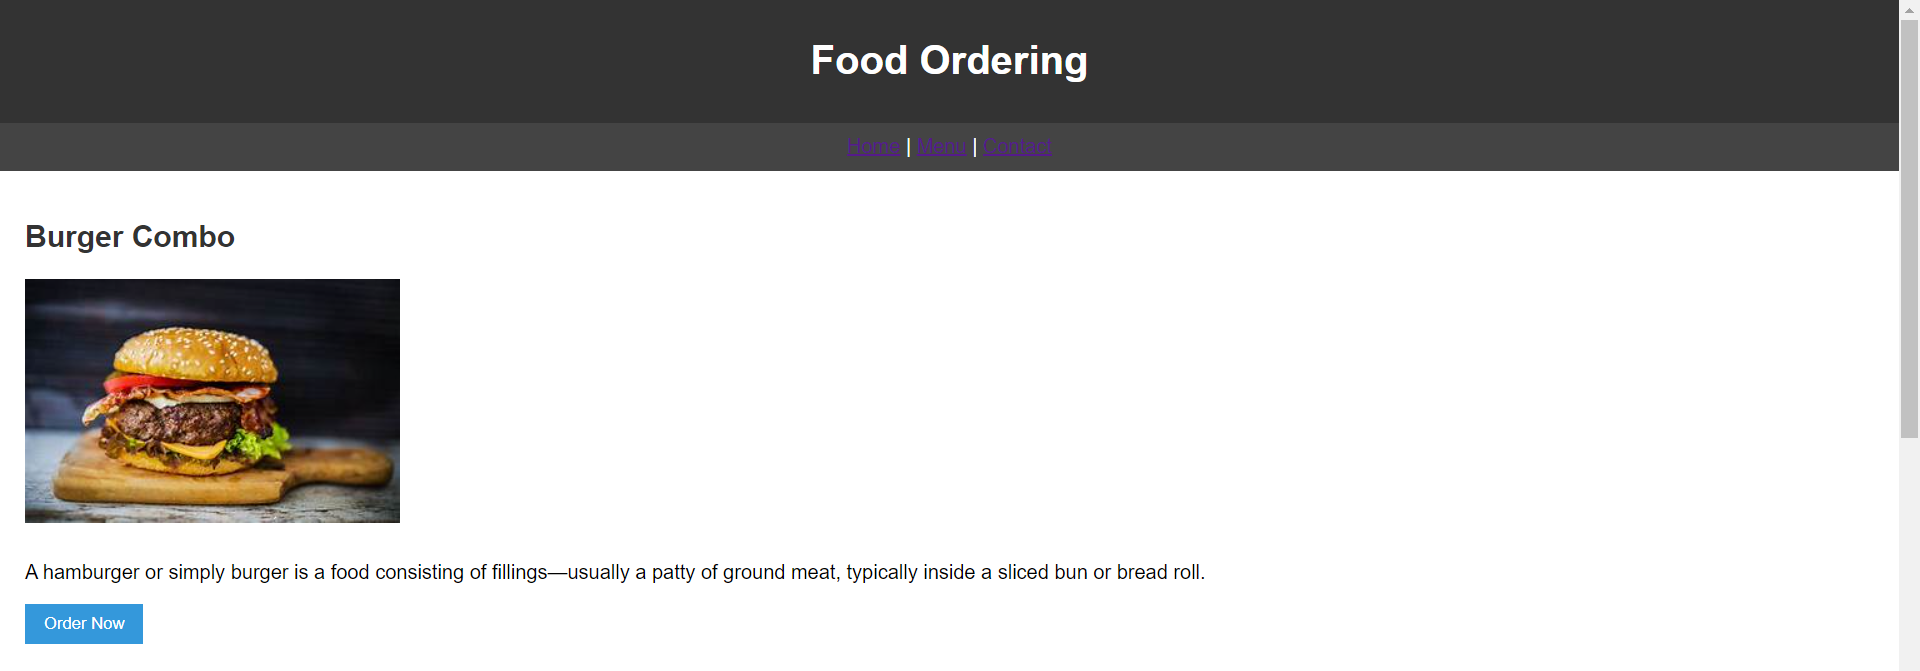 Food Ordering
Home | Menu | Contact
Burger Combo
A hamburger or simply burger is a food consisting of fillings—usually a patty of ground meat, typically inside a sliced bun or bread roll.
Order Now